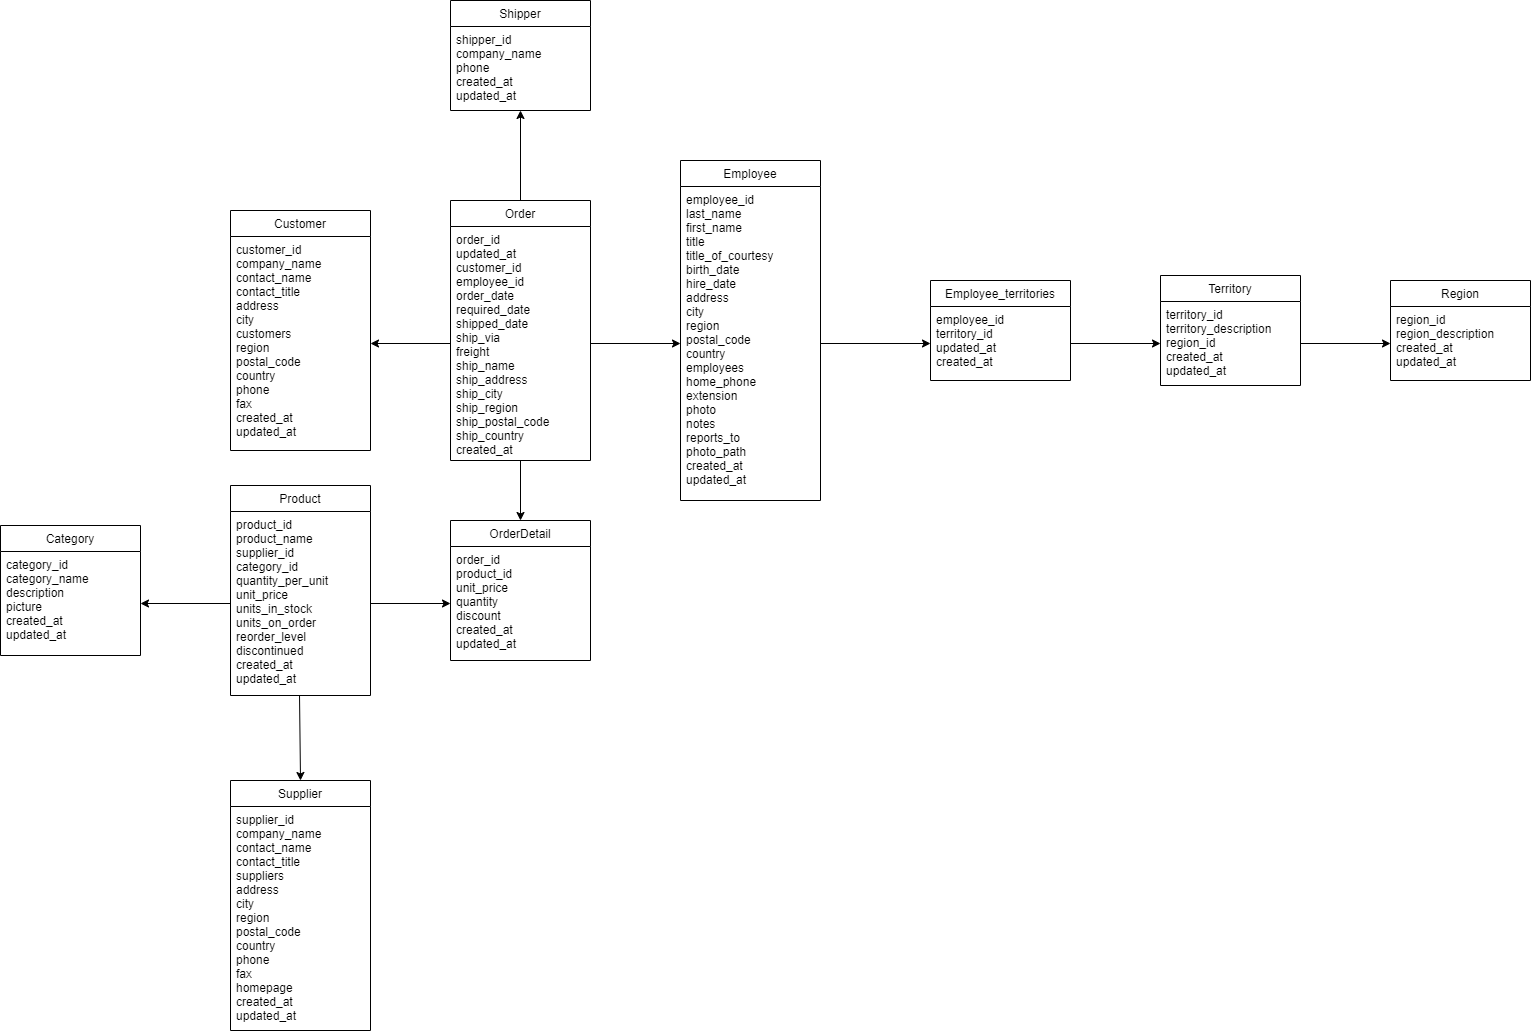 Shipper
shipper_id
company_name
phone
created_at
updated_at
Customer
customer_id
company_name
contact_name
contact_title
address
city
customers
region
postal_code
country
phone
fax
created_at
updated_at
Order
order_id
updated_at
customer_id
employee_id
order_date
required_date
shipped_date
ship_via
freight
ship_name
ship_address
ship_city
ship_region
ship_postal_code
ship_country
created_at
Employee
employee_id
last_name
first_name
title
title_of_courtesy
birth_date
hire_date
address
city
region
postal_code
country
employees
home_phone
extension
photo
notes
reports_to
photo_path
created_at
updated_at
Employee_territories
employee_id
territory_id
updated_at
created_at
Territory
territory_id
territory_description
region_id
created_at
updated_at
Region
region_id
region_description
created_at
updated_at
Category
category_id
category_name
description
picture
created_at
updated_at
Product
product_id
product_name
supplier_id
category_id
quantity_per_unit
unit_price
units_in_stock
units_on_order
reorder_level
discontinued
created_at
updated_at
OrderDetail
order_id
product_id
unit_price
quantity
discount
created_at
updated_at
Supplier
supplier_id
company_name
contact_name
contact_title
suppliers
address
city
region
postal_code
country
phone
fax
homepage
created_at
updated_at